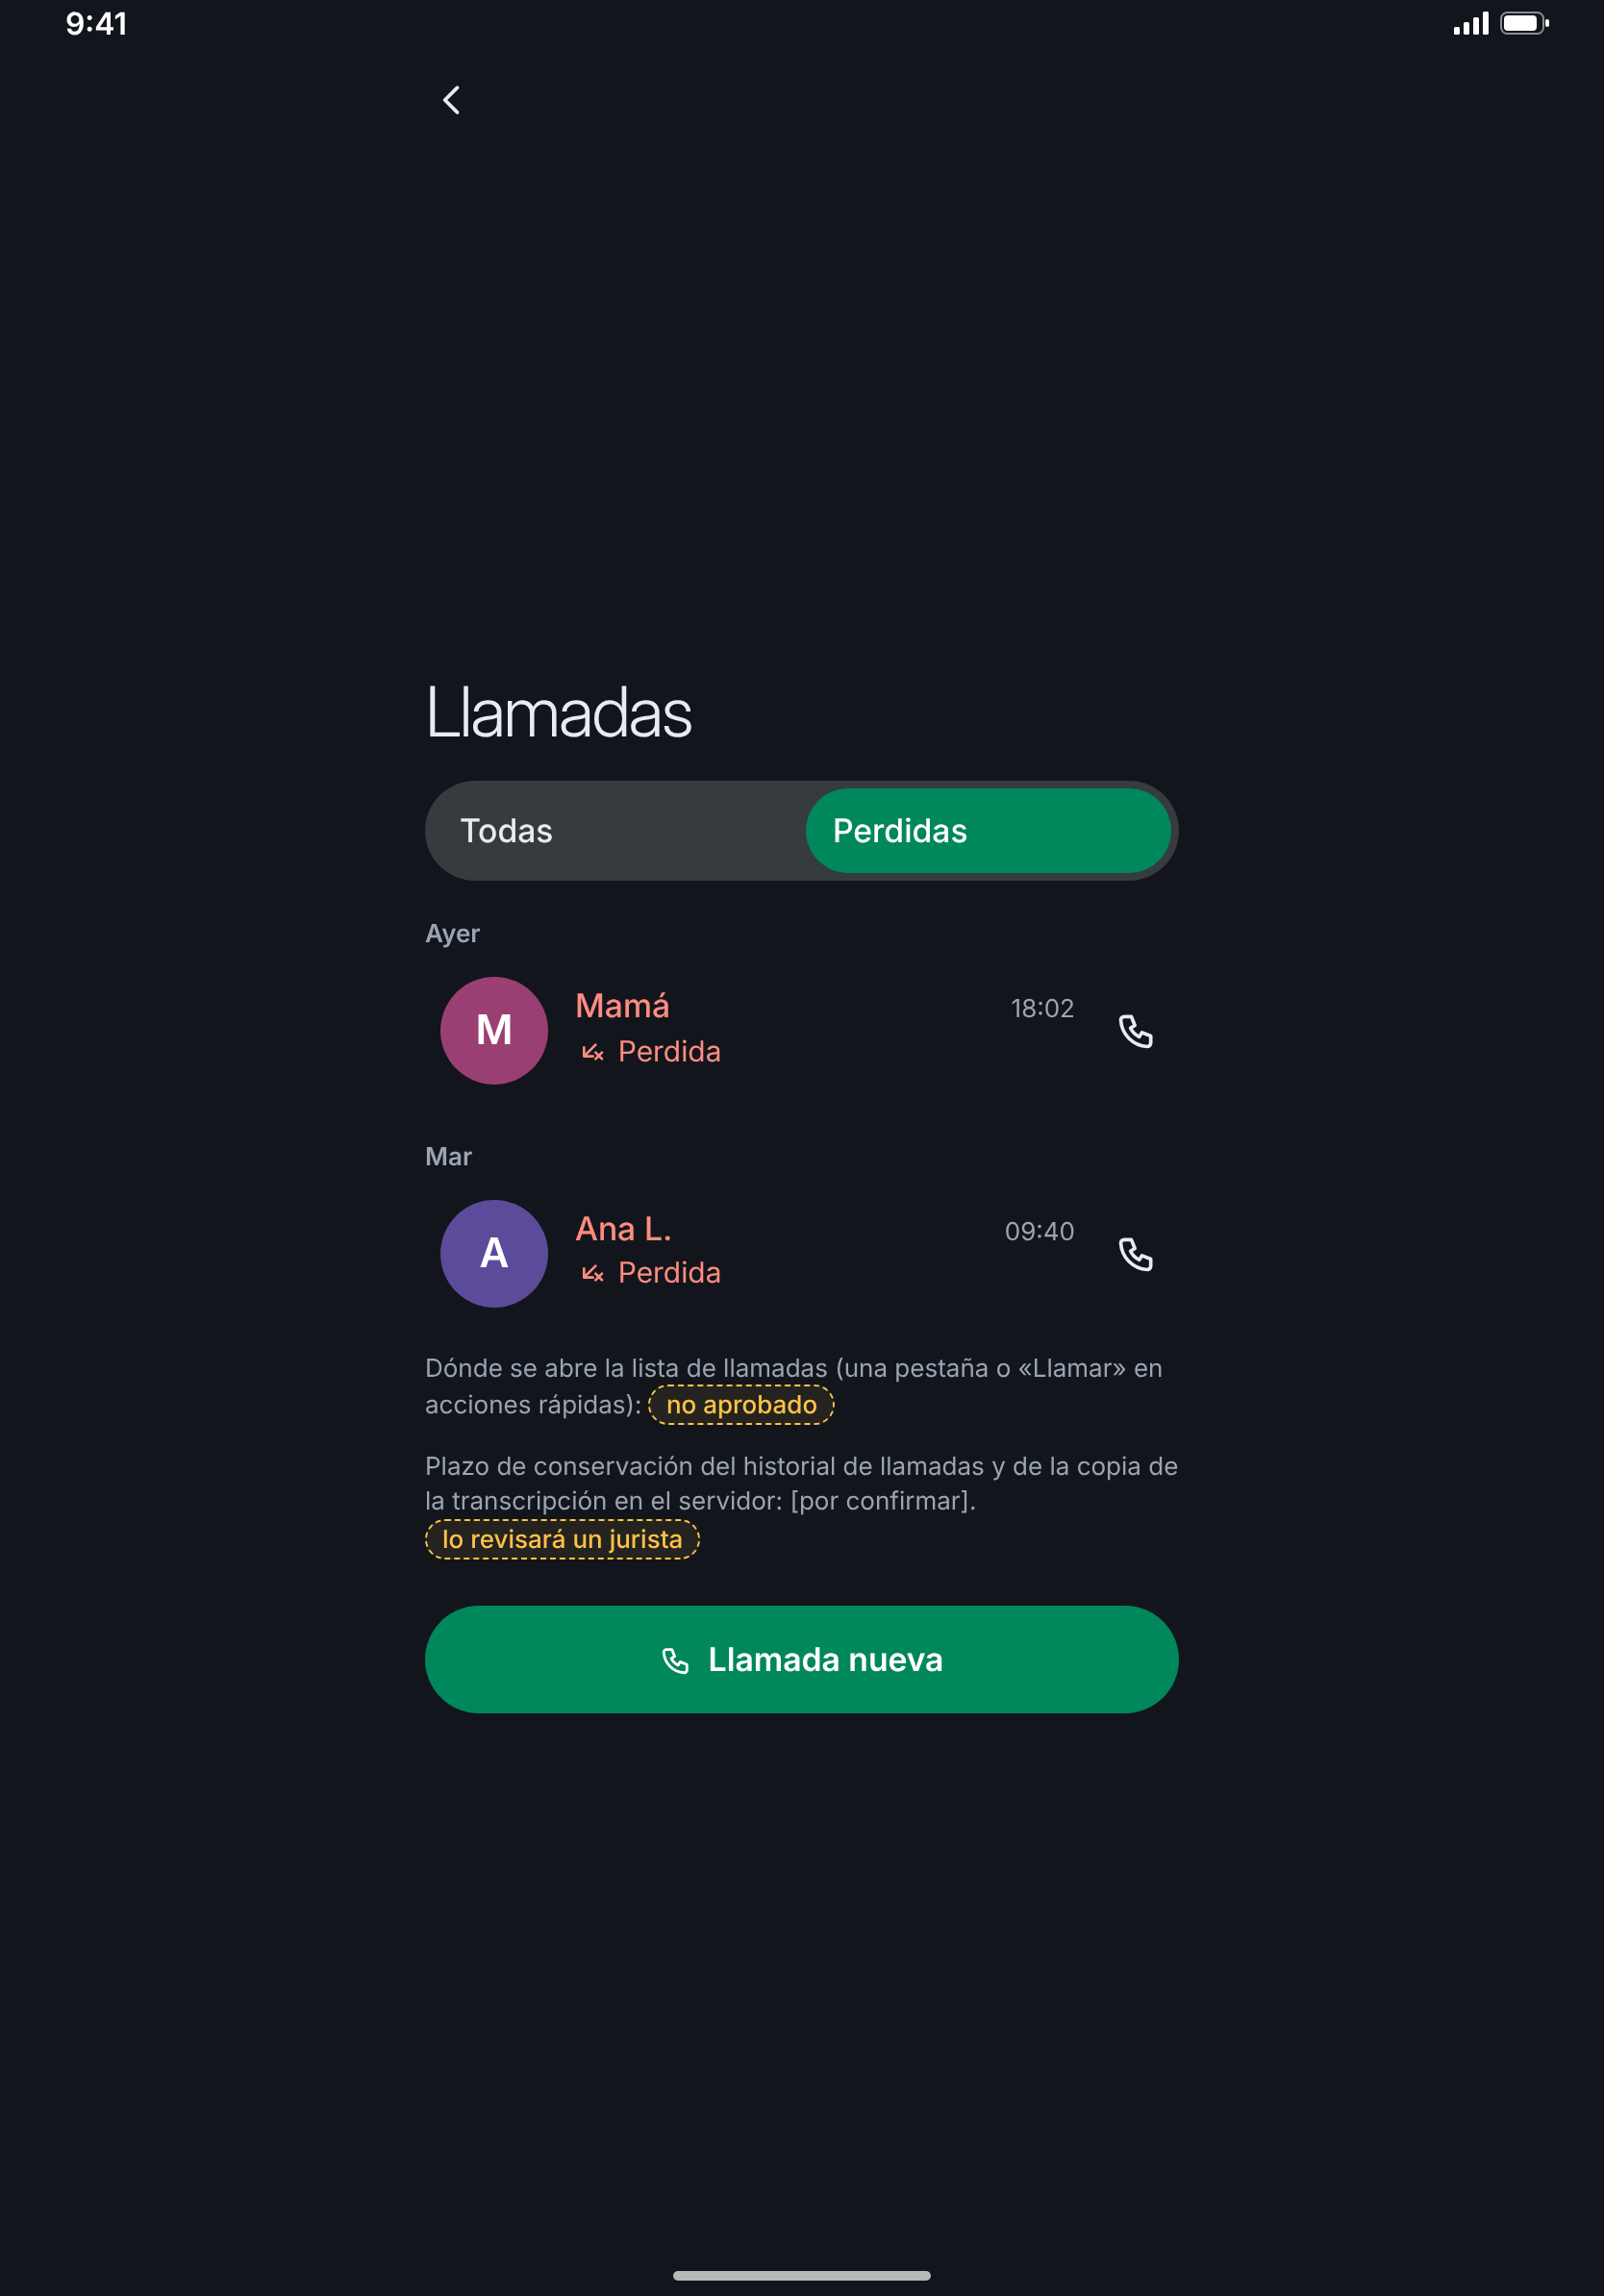 9:41
Llamadas
Todas
Perdidas
Ayer
M
Mamá
18:02
Perdida
Mar
A
Ana L.
09:40
Perdida
Dónde se abre la lista de llamadas (una pestaña o «Llamar» en
acciones rápidas): no aprobado
Plazo de conservación del historial de llamadas y de la copia de
la transcripción en el servidor: [por confirmar].
lo revisará un jurista
Llamada nueva